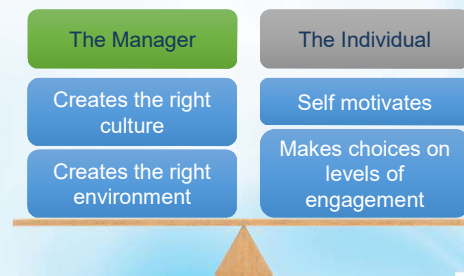 The Manager
Creates the right
culture
Creates the right
environment
The Individual
Self motivates
Makes choices on
levels of
engagement